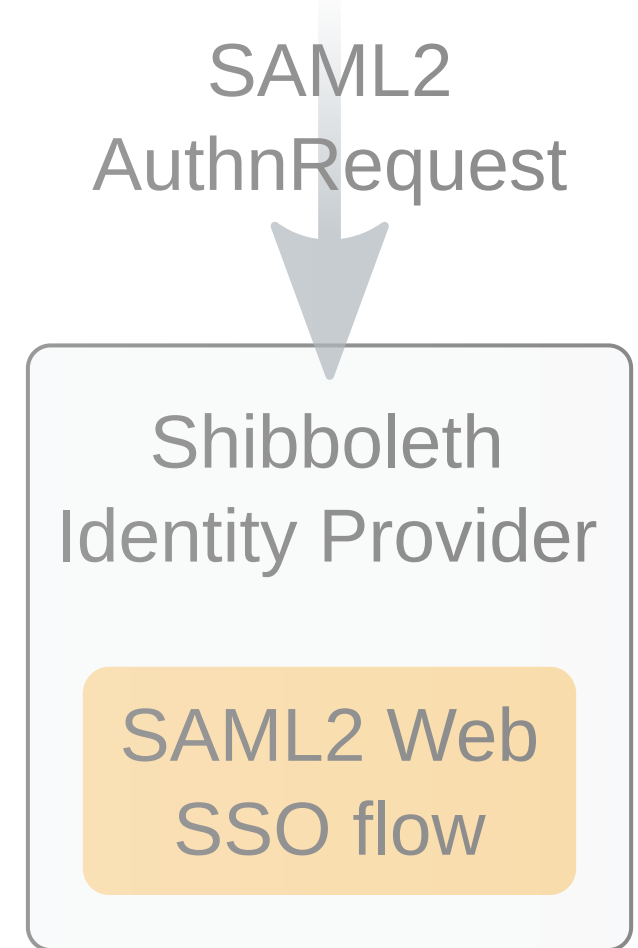 SAML2
AuthnRequest
Shibboleth
Identity Provider
SAML2 Web
SSO flow